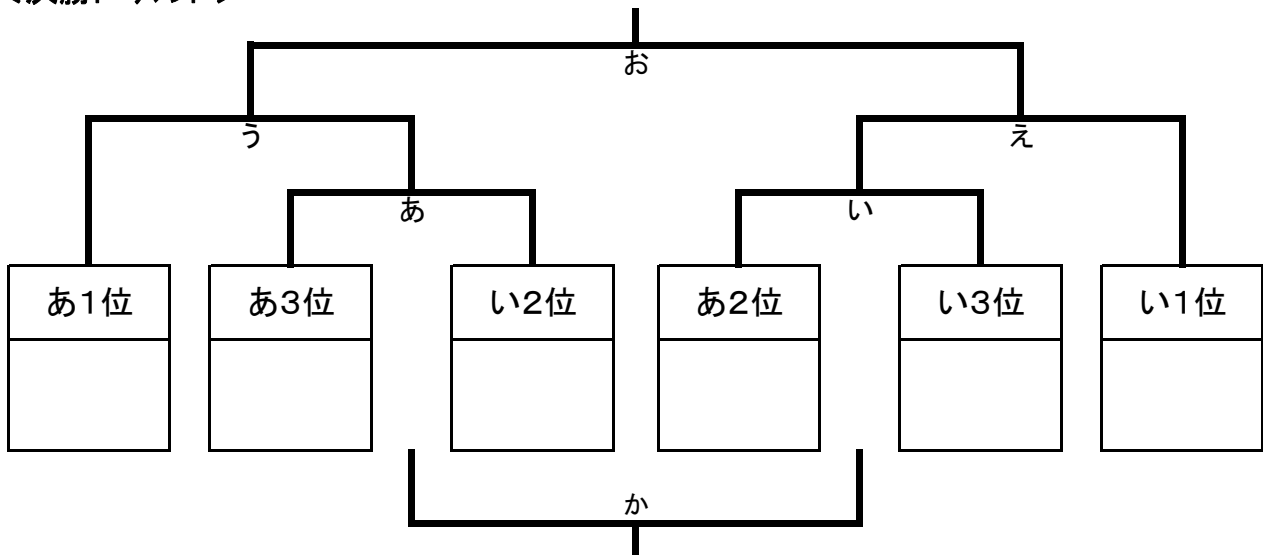 お
う
え
あ
い
あ1位
あ3位
い2位
あ2位
い3位
い1位
か